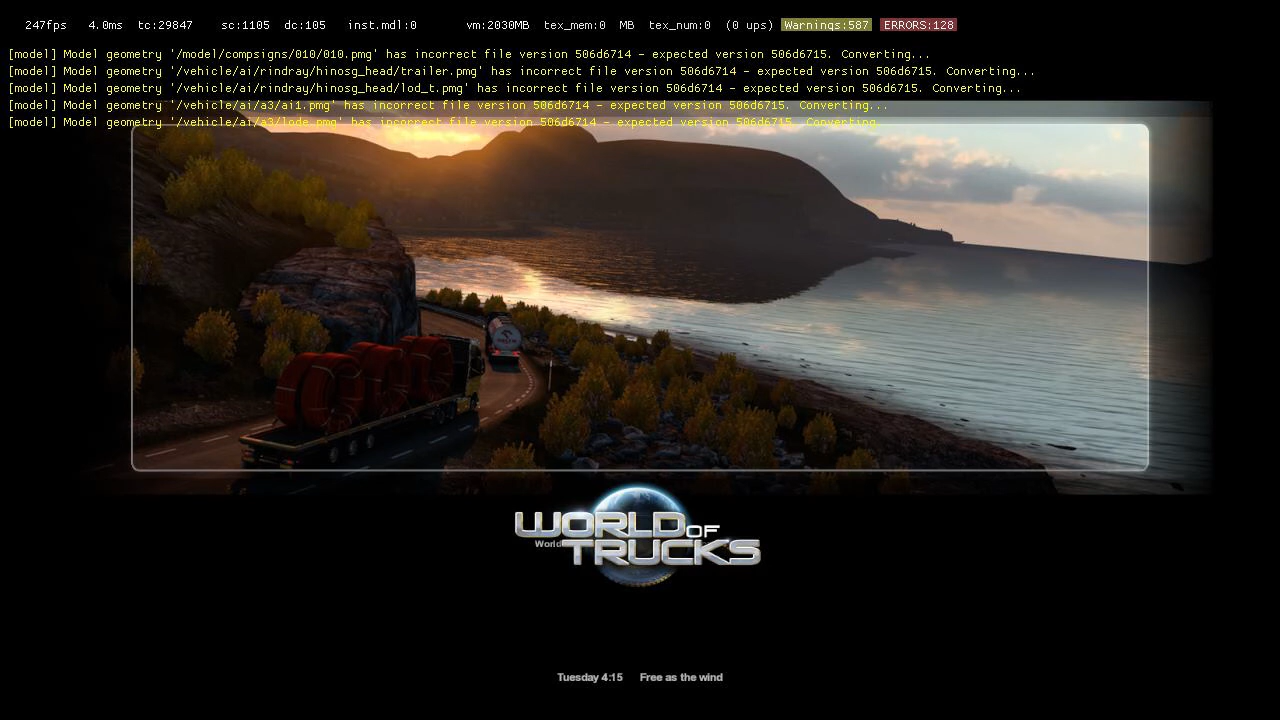 247fps 4.0ms tc:29847 sc:1105 dc:105 inst.mdl:0 vm:2030MB tex_mem:0 MB tex_num:0 (0 ups) Warnings:587 ERRORS:128
[model] Model geometry '/model/compsigns/010/010.pmg' has incorrect file version 506d6714 - expected version 506d6715. Converting...
[model] Model geometry '/vehicle/ai/rindray/hinosg_head/trailer.pmg' has incorrect file version 506d6714 - expected version 506d6715. Converting...
[model] Model geometry '/vehicle/ai/rindray/hinosg_head/lod_t.pmg' has incorrect file version 506d6714 - expected version 506d6715. Converting...
[model] Model geometry '/vehicle/ai/a3/ai1.pmg' has incorrect file version 506d6714 - expected version 506d6715. Converting...
[model] Model geometry '/vehicle/ai/a3/lode.pmg' has incorrect file version 506d6714 - expected version 506d6715. Converting
WORLD OF
World
TRUCKS
Tuesday 4:15 Free as the wind